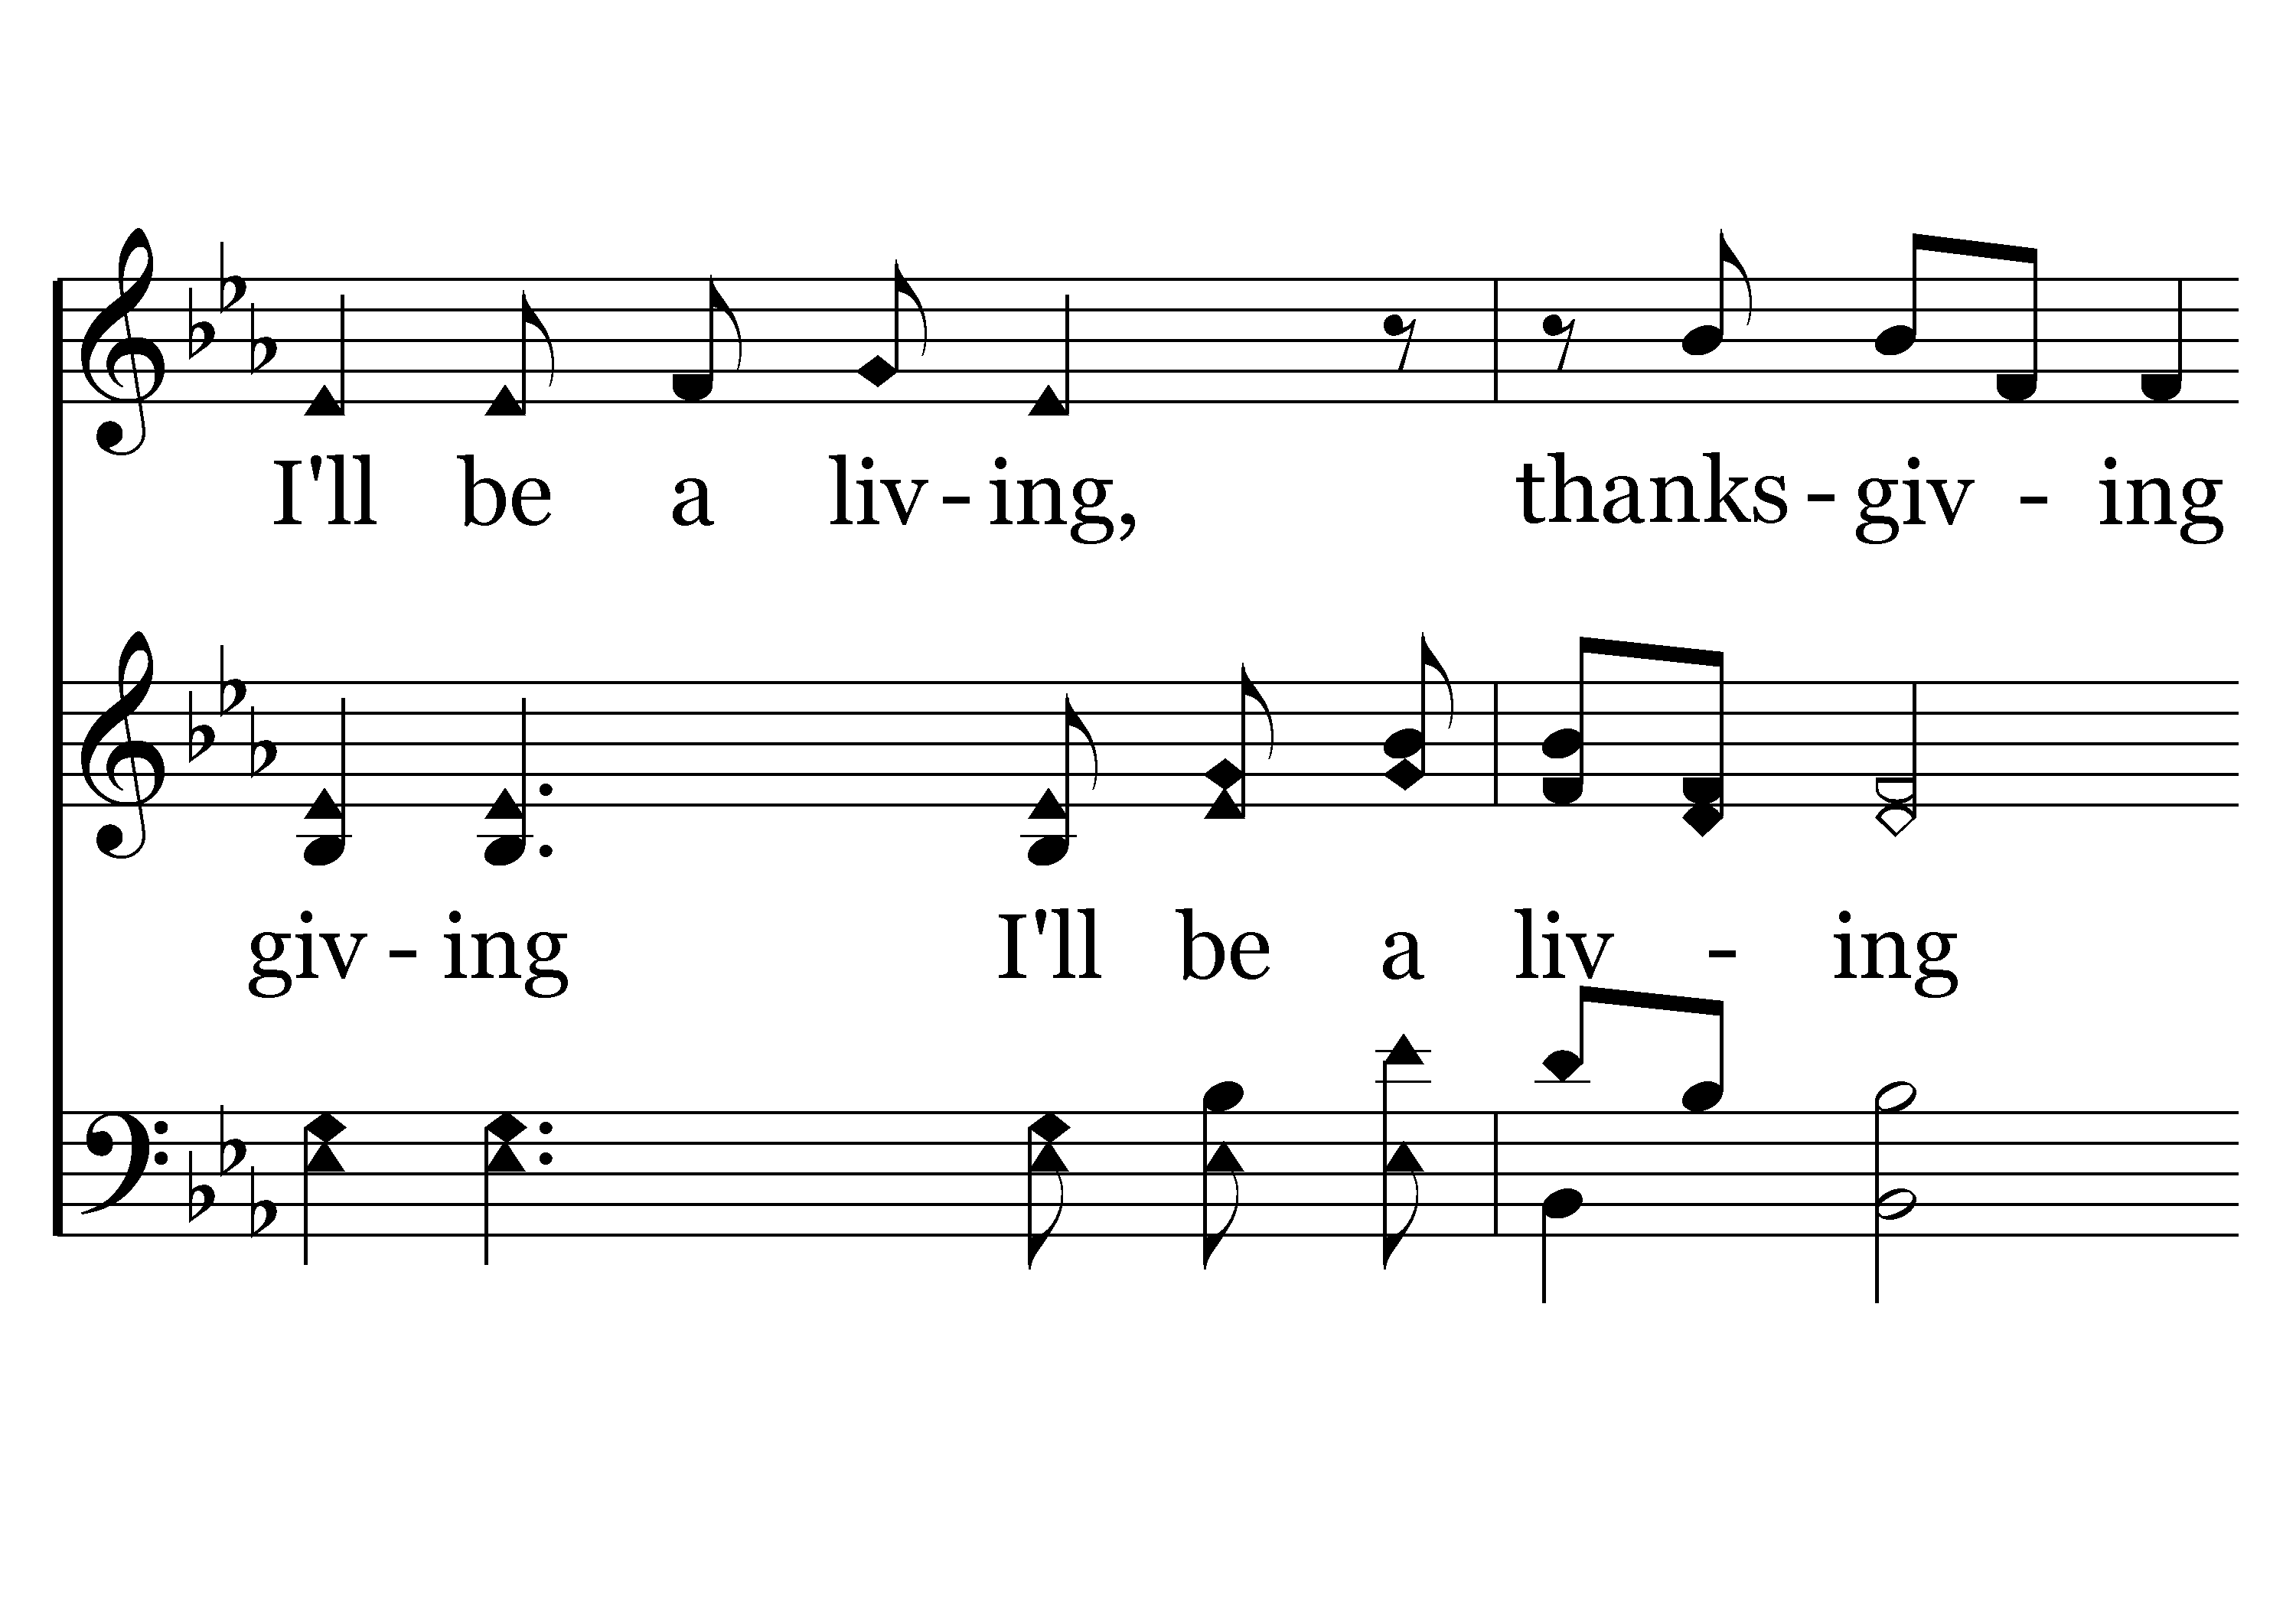 I'll be a liv - ing, thanks - giv - ing
giv - ing I'll be a liv - ing